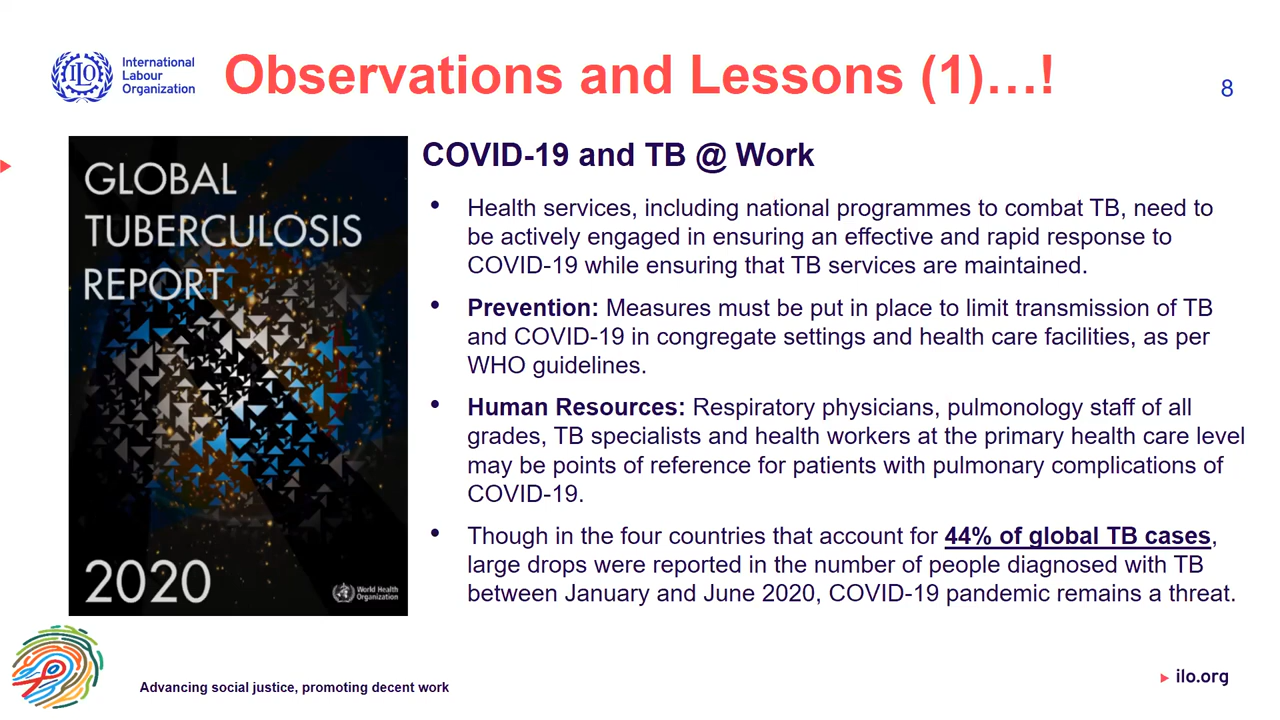 International
Labour
Organization
Observations and Lessons (1)…!
8
GLOBAL
TUBERCULOSIS
REPORT
2020
World Health
Organization
COVID-19 and TB @ Work
• Health services, including national programmes to combat TB, need to
be actively engaged in ensuring an effective and rapid response to
COVID-19 while ensuring that TB services are maintained.
• Prevention: Measures must be put in place to limit transmission of TB
and COVID-19 in congregate settings and health care facilities, as per
WHO guidelines.
• Human Resources: Respiratory physicians, pulmonology staff of all
grades, TB specialists and health workers at the primary health care level
may be points of reference for patients with pulmonary complications of
COVID-19.
• Though in the four countries that account for 44% of global TB cases,
large drops were reported in the number of people diagnosed with TB
between January and June 2020, COVID-19 pandemic remains a threat.
Advancing social justice, promoting decent work
ilo.org